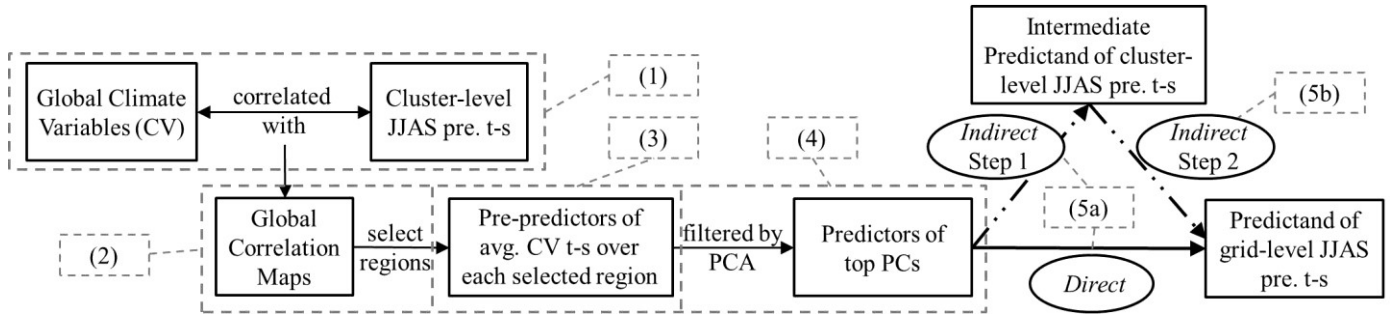 Global Climate
Variables (CV)
correlated
with
Cluster-level
JJAS pre. t-s
(1)
(2)
Global
Correlation
Maps
select
regions
(3)
Pre-predictors of
avg. CV t-s over
each selected region
filtered by
PCA
(4)
Predictors of
top PCs
Intermediate
Predictand of cluster-
level JJAS pre. t-s
Indirect
Step 1
Indirect
Step 2
(5b)
(5a)
Direct
Predictand of
grid-level JJAS
pre. t-s